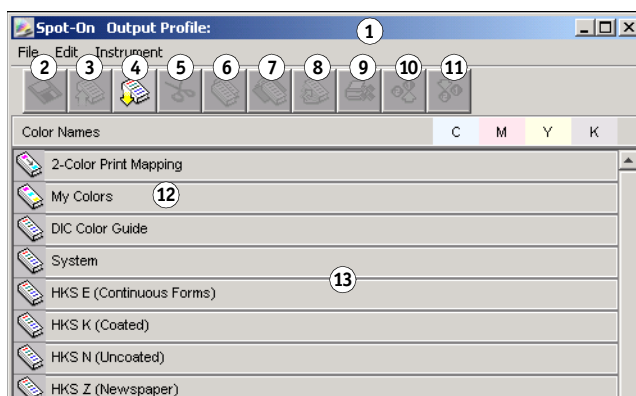 Spot-On Output Profile:
1
File Edit Instrument
2 3 4 5 6 7 8 9 10 11
Color Names C M Y K
2-Color Print Mapping
My Colors 12
DIC Color Guide
System
13
HKS E (Continuous Forms)
HKS K (Coated)
HKS N (Uncoated)
HKS Z (Newspaper)